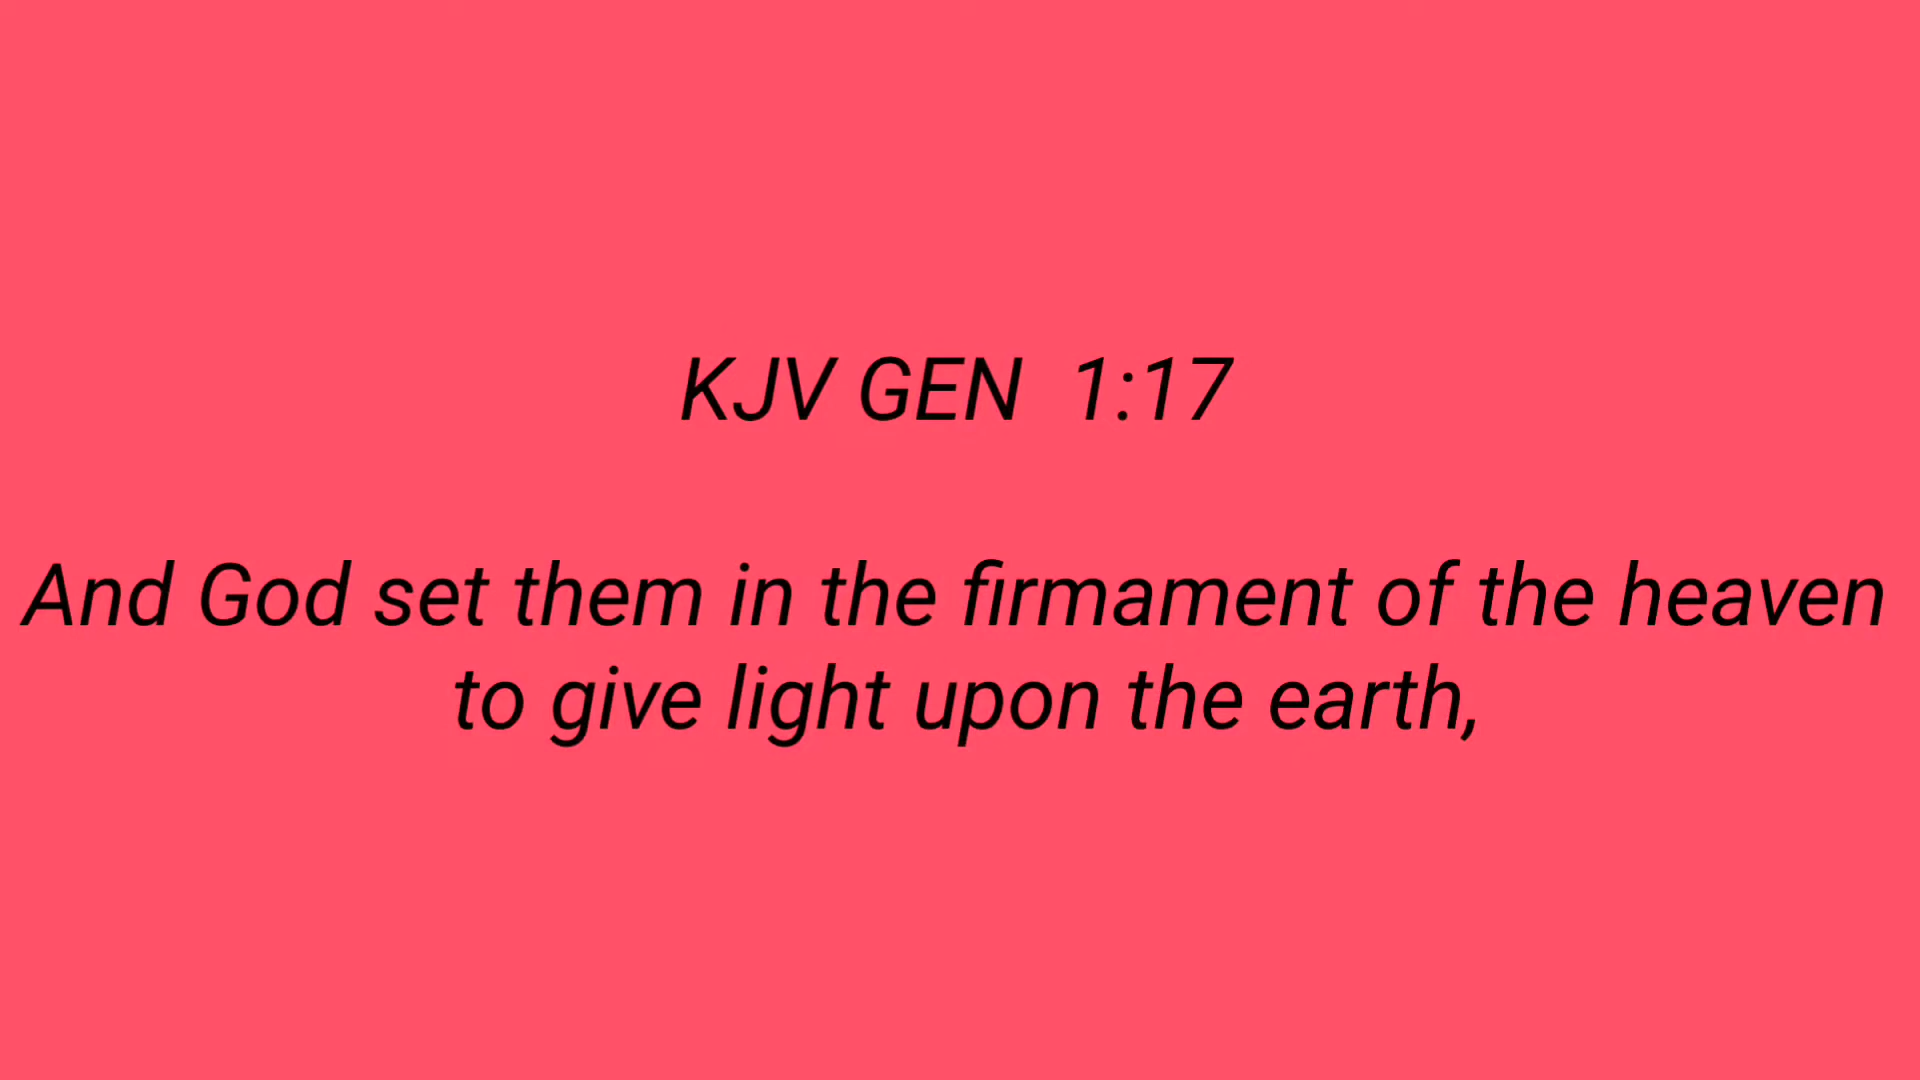 KJV GEN  1:17
And God set them in the firmament of the heaven
to give light upon the earth,